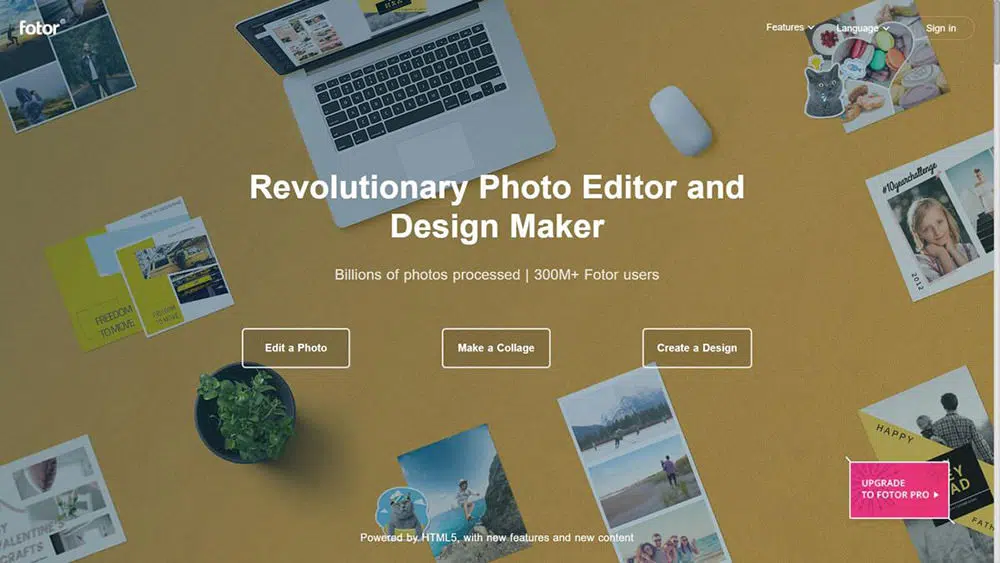 fotor
Features
Language
Sign in
#10yearchallenge
2012
Revolutionary Photo Editor and
Design Maker
Billions of photos processed | 300M+ Fotor users
FREEDOM
TO MOVE
FREEDOM
TO MOVE
Edit a Photo
Make a Collage
Create a Design
HAPPY
UPGRADE
TO FOTOR PRO
AD
FATH
VALENTINE
CRAFTS
Powered by HTML5, with new features and new content